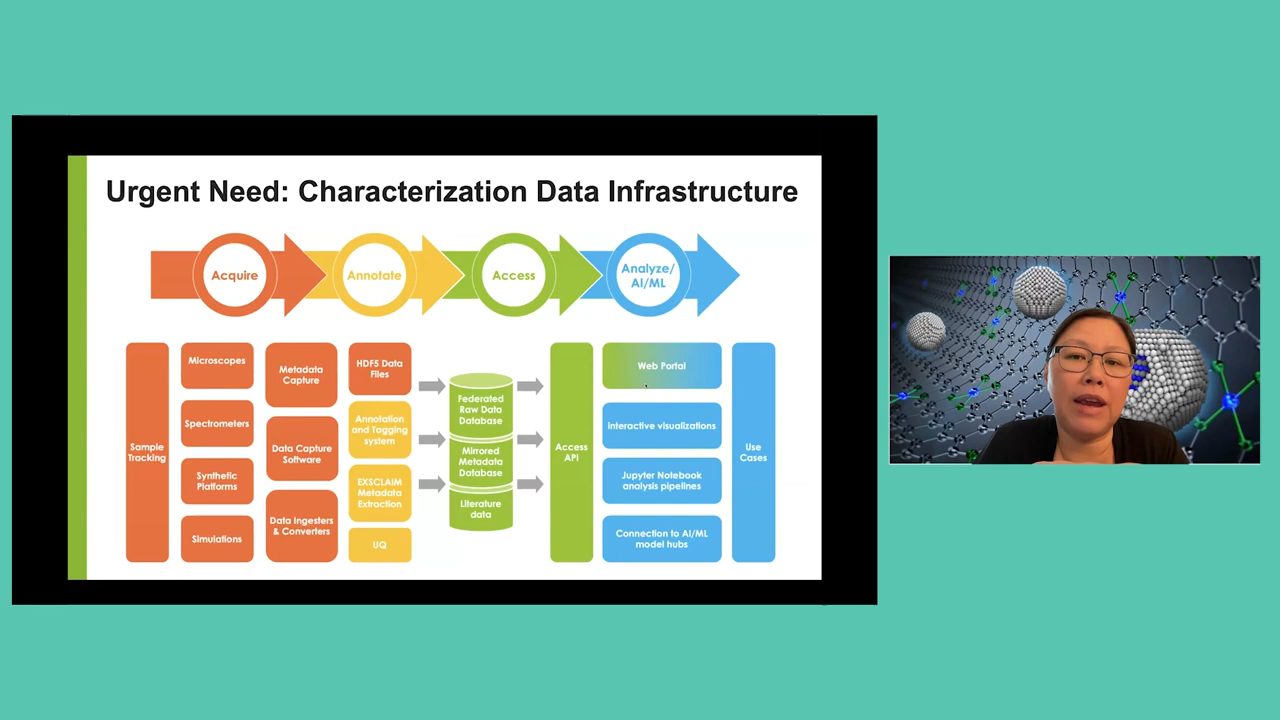 Urgent Need: Characterization Data Infrastructure
Acquire
Annotate
Access
Analyze/
AI/ML
Sample
Tracking
Microscopes
Spectrometers
Synthetic
Platforms
Simulations
Metadata
Capture
Data Capture
Software
Data Ingesters
& Converters
HDF5 Data
Files
Annotation
and Tagging
system
EXSCLAIM
Metadata
Extraction
UQ
Federated
Raw Data
Database
Mirrored
Metadata
Database
Literature
data
Access
API
Web Portal
interactive visualizations
Jupyter Notebook
analysis pipelines
Connection to AI/ML
model hubs
Use
Cases